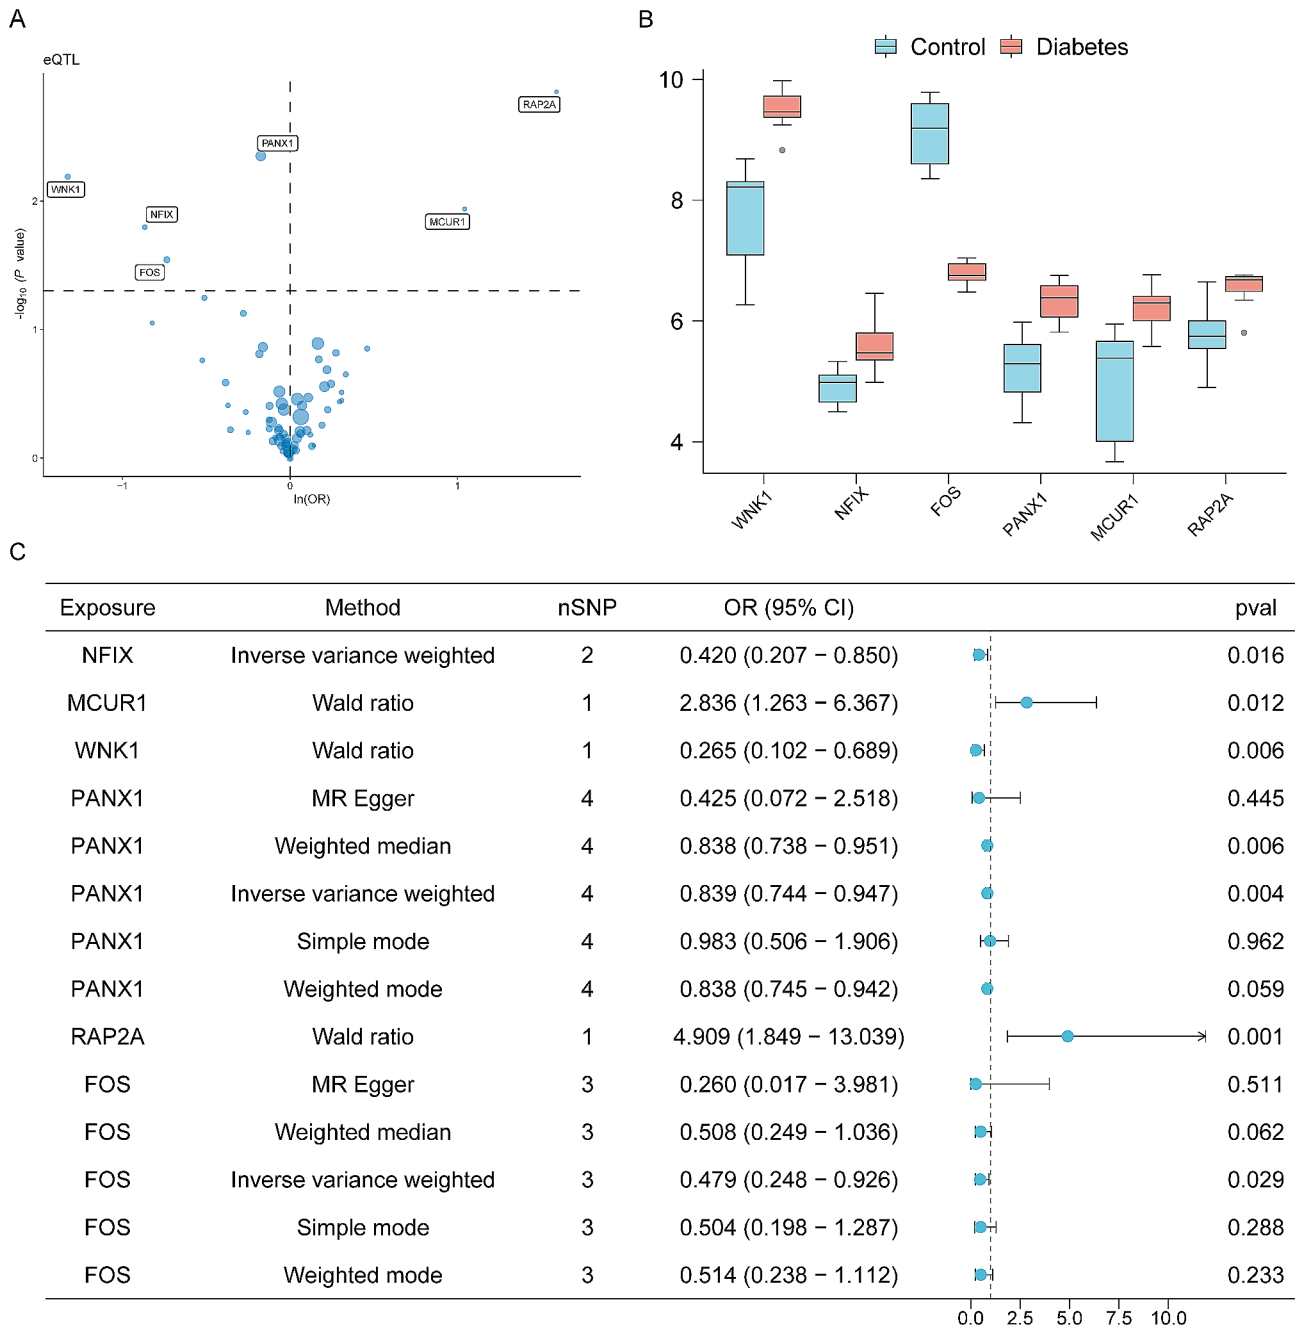 A
eQTL
RAP2A
PANX1
WNK1
NFIX
MCUR1
FOS
-log10 (P value)
2
1
0
−1
0
1
ln(OR)
B
Control
Diabetes
10
8
6
4
WNK1
NFIX
FOS
PANX1
MCUR1
RAP2A
C
Exposure Method nSNP OR (95% CI) pval
NFIX Inverse variance weighted 2 0.420 (0.207 − 0.850) 0.016
MCUR1 Wald ratio 1 2.836 (1.263 − 6.367) 0.012
WNK1 Wald ratio 1 0.265 (0.102 − 0.689) 0.006
PANX1 MR Egger 4 0.425 (0.072 − 2.518) 0.445
PANX1 Weighted median 4 0.838 (0.738 − 0.951) 0.006
PANX1 Inverse variance weighted 4 0.839 (0.744 − 0.947) 0.004
PANX1 Simple mode 4 0.983 (0.506 − 1.906) 0.962
PANX1 Weighted mode 4 0.838 (0.745 − 0.942) 0.059
RAP2A Wald ratio 1 4.909 (1.849 − 13.039) 0.001
FOS MR Egger 3 0.260 (0.017 − 3.981) 0.511
FOS Weighted median 3 0.508 (0.249 − 1.036) 0.062
FOS Inverse variance weighted 3 0.479 (0.248 − 0.926) 0.029
FOS Simple mode 3 0.504 (0.198 − 1.287) 0.288
FOS Weighted mode 3 0.514 (0.238 − 1.112) 0.233
0.0 2.5 5.0 7.5 10.0